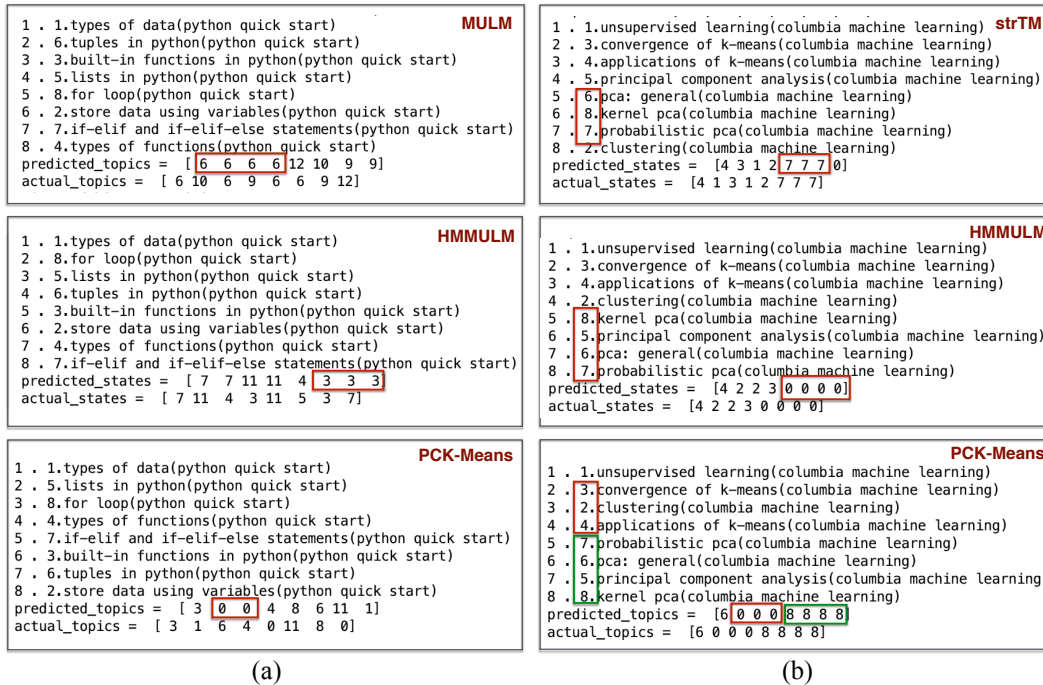 MULM
1 . 1.types of data(python quick start)
2 . 6.tuples in python(python quick start)
3 . 3.built-in functions in python(python quick start)
4 . 5.lists in python(python quick start)
5 . 8.for loop(python quick start)
6 . 2.store data using variables(python quick start)
7 . 7.if-elif and if-elif-else statements(python quick start)
8 . 4.types of functions(python quick start)
predicted_topics = [ 6 6 6 6 12 10 9 9]
actual_topics = [ 6 10 6 9 6 6 9 12]
HMMULM
1 . 1.types of data(python quick start)
2 . 8.for loop(python quick start)
3 . 5.lists in python(python quick start)
4 . 6.tuples in python(python quick start)
5 . 3.built-in functions in python(python quick start)
6 . 2.store data using variables(python quick start)
7 . 4.types of functions(python quick start)
8 . 7.if-elif and if-elif-else statements(python quick start)
predicted_states = [ 7 7 11 11 4 3 3 3]
actual_states = [ 7 11 4 3 11 5 3 7]
PCK-Means
1 . 1.types of data(python quick start)
2 . 5.lists in python(python quick start)
3 . 8.for loop(python quick start)
4 . 4.types of functions(python quick start)
5 . 7.if-elif and if-elif-else statements(python quick start)
6 . 3.built-in functions in python(python quick start)
7 . 6.tuples in python(python quick start)
8 . 2.store data using variables(python quick start)
predicted_topics = [ 3 0 0 4 8 6 11 1]
actual_topics = [ 3 1 6 4 0 11 8 0]
(a)
strTM
1 . 1.unsupervised learning(columbia machine learning)
2 . 3.convergence of k-means(columbia machine learning)
3 . 4.applications of k-means(columbia machine learning)
4 . 5.principal component analysis(columbia machine learning)
5 . 6.pca: general(columbia machine learning)
6 . 8.kernel pca(columbia machine learning)
7 . 7.probabilistic pca(columbia machine learning)
8 . 2.clustering(columbia machine learning)
predicted_states = [4 3 1 2 7 7 7 0]
actual_states = [4 1 3 1 2 7 7 7]
HMMULM
1 . 1.unsupervised learning(columbia machine learning)
2 . 3.convergence of k-means(columbia machine learning)
3 . 4.applications of k-means(columbia machine learning)
4 . 2.clustering(columbia machine learning)
5 . 8.kernel pca(columbia machine learning)
6 . 5.principal component analysis(columbia machine learning)
7 . 6.pca: general(columbia machine learning)
8 . 7.probabilistic pca(columbia machine learning)
predicted_states = [4 2 2 3 0 0 0 0]
actual_states = [4 2 2 3 0 0 0 0]
PCK-Means
1 . 1.unsupervised learning(columbia machine learning)
2 . 3.convergence of k-means(columbia machine learning)
3 . 2.clustering(columbia machine learning)
4 . 4.applications of k-means(columbia machine learning)
5 . 7.probabilistic pca(columbia machine learning)
6 . 6.pca: general(columbia machine learning)
7 . 5.principal component analysis(columbia machine learning
8 . 8.kernel pca(columbia machine learning)
predicted_topics = [6 0 0 0 8 8 8 8]
actual_topics = [6 0 0 0 8 8 8 8]
(b)